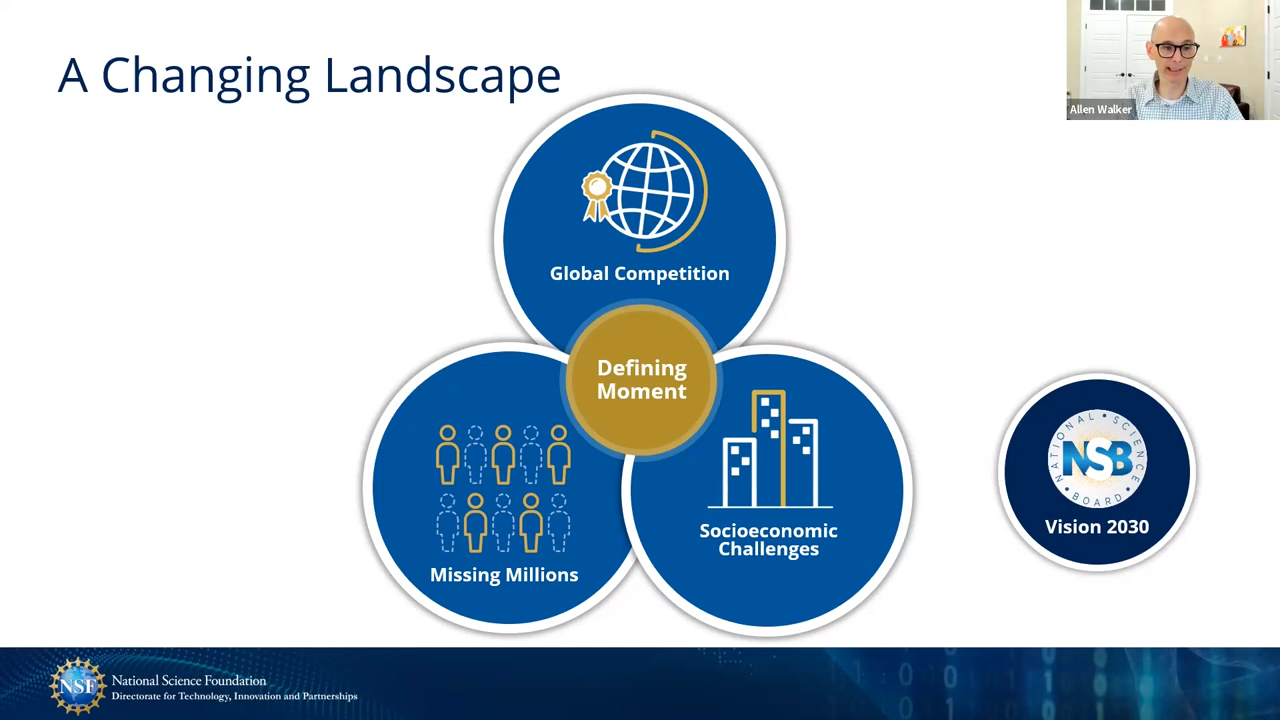 A Changing Landscape
Allen Walker
Global Competition
Defining
Moment
Missing Millions
Socioeconomic
Challenges
NATIONAL • SCIENCE • BOARD •
NSB
Vision 2030
NSF
National Science Foundation
Directorate for Technology, Innovation and Partnerships